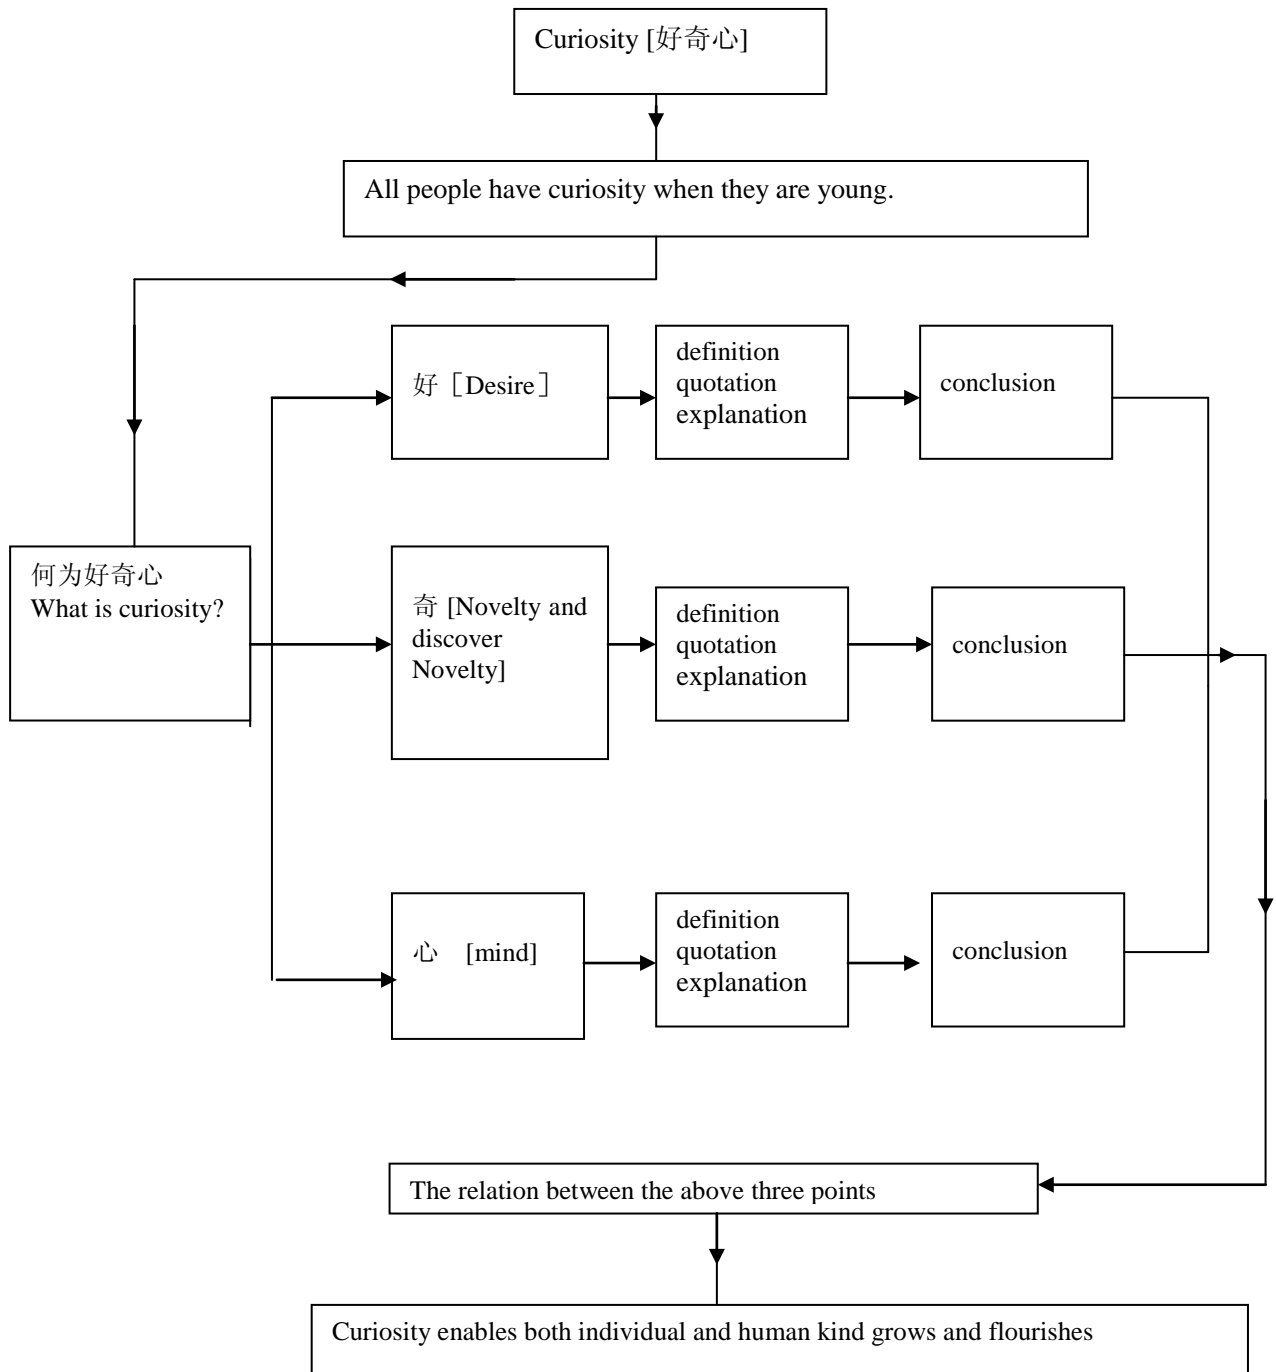 Curiosity [好奇心]
All people have curiosity when they are young.
好［Desire］
definition
quotation
explanation
conclusion
何为好奇心
What is curiosity?
奇 [Novelty and
discover
Novelty]
definition
quotation
explanation
conclusion
心　[mind]
definition
quotation
explanation
conclusion
The relation between the above three points
Curiosity enables both individual and human kind grows and flourishes